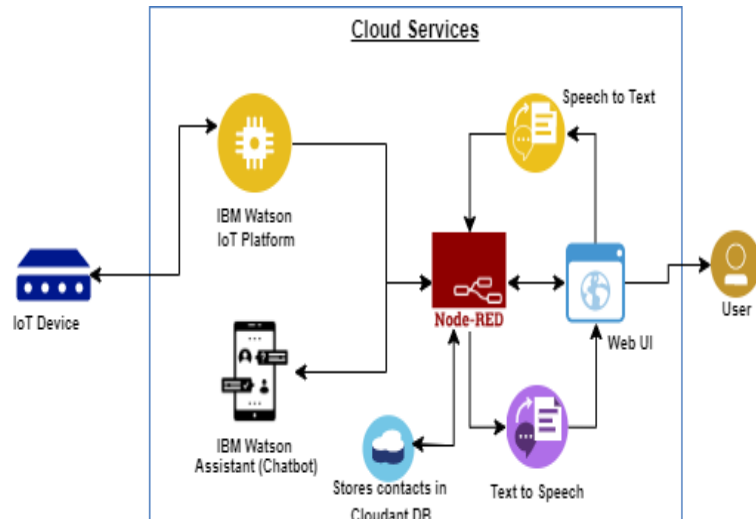 Cloud Services
Speech to Text
IBM Watson
IoT Platform
IoT Device
Node-RED
Web UI
User
IBM Watson
Assistant (Chatbot)
Stores contacts in
Cloudant DB
Text to Speech